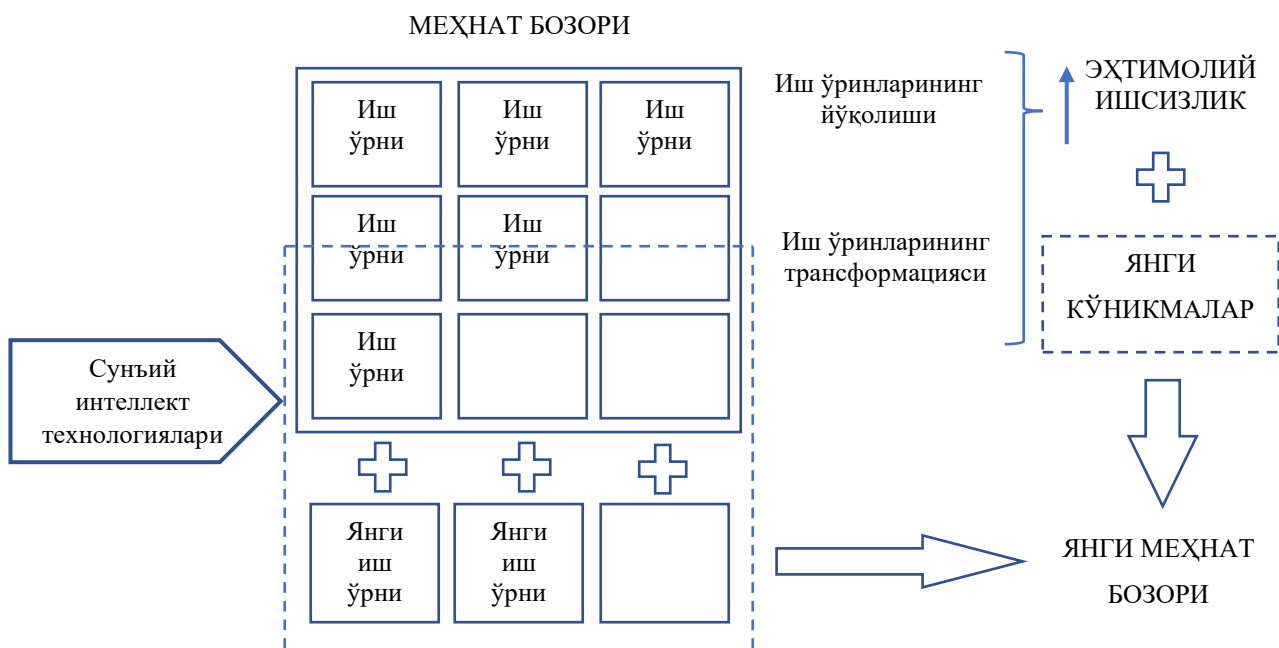 МЕҲНАТ БОЗОРИ
Иш
ўрни
Иш
ўрни
Иш
ўрни
Иш
ўрни
Иш
ўрни
Иш
ўрни
Сунъий
интеллект
технологиялари
Янги
иш
ўрни
Янги
иш
ўрни
Иш ўринларининг
йўқолиши
Иш ўринларининг
трансформацияси
ЭҲТИМОЛИЙ
ИШСИЗЛИК
ЯНГИ
КЎНИКМАЛАР
ЯНГИ МЕҲНАТ
БОЗОРИ